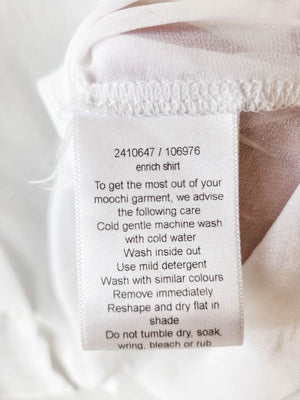 2410647 / 106976
enrich shirt
To get the most out of your
moochi garment, we advise
the following care
Cold gentle machine wash
with cold water
Wash inside out
Use mild detergent
Wash with similar colours
Remove immediately
Reshape and dry flat in
shade
Do not tumble dry, soak,
wring, bleach or rub